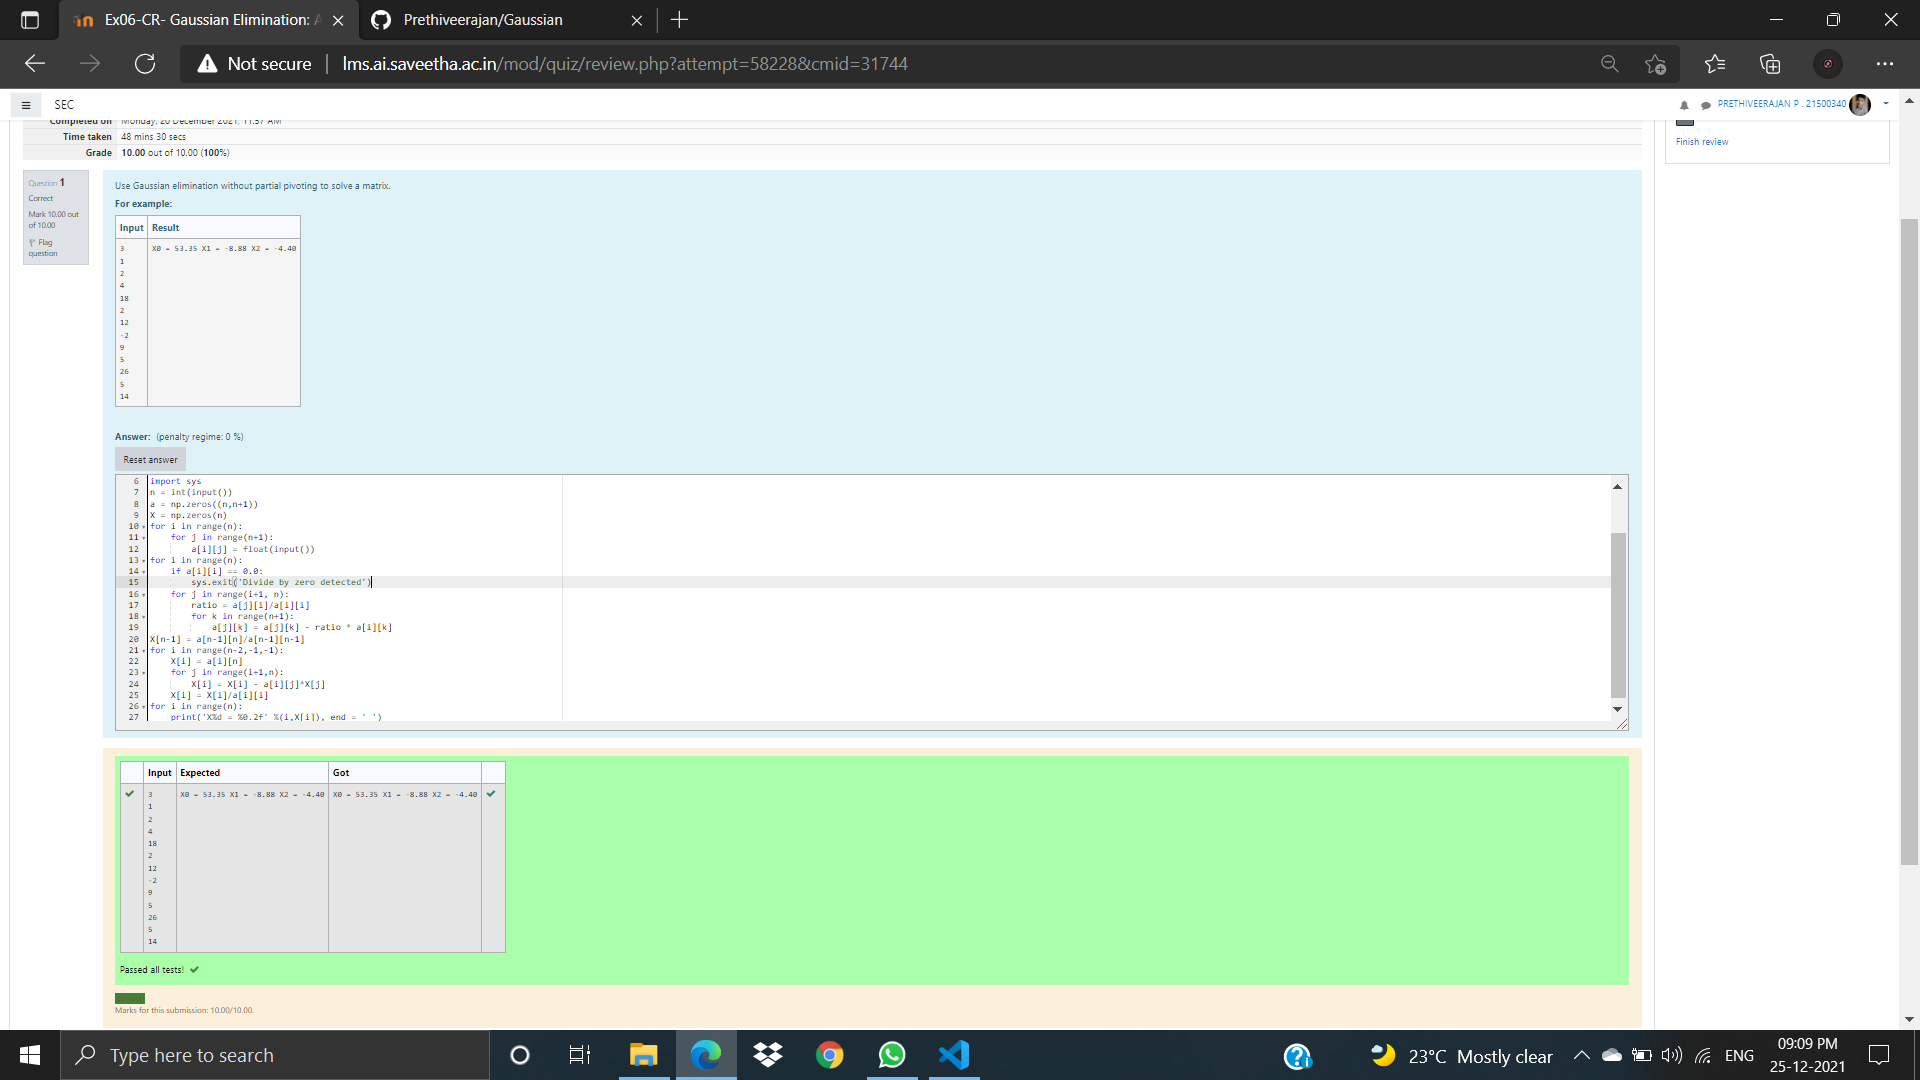 Ex06-CR- Gaussian Elimination: A
Prethiveerajan/Gaussian
Not secure
lms.ai.saveetha.ac.in/mod/quiz/review.php?attempt=58228&cmid=31744
SEC
PRETHIVEERAJAN P . 21500340
Completed on Monday, 20 December 2021, 11:57 AM
Time taken 48 mins 30 secs
Grade 10.00 out of 10.00 (100%)
Finish review
Question 1
Correct
Mark 10.00 out of 10.00
Flag question
Use Gaussian elimination without partial pivoting to solve a matrix.
For example:
Input Result
3 X0 = 53.35 X1 = -8.88 X2 = -4.40
1
2
4
18
2
12
-2
9
5
26
5
14
Answer: (penalty regime: 0 %)
Reset answer
6 import sys
7 n = int(input())
8 a = np.zeros((n,n+1))
9 X = np.zeros(n)
10 for i in range(n):
11 for j in range(n+1):
12 a[i][j] = float(input())
13 for i in range(n):
14 if a[i][i] == 0.0:
15 sys.exit('Divide by zero detected')
16 for j in range(i+1, n):
17 ratio = a[j][i]/a[i][i]
18 for k in range(n+1):
19 a[j][k] = a[j][k] - ratio * a[i][k]
20 X[n-1] = a[n-1][n]/a[n-1][n-1]
21 for i in range(n-2,-1,-1):
22 X[i] = a[i][n]
23 for j in range(i+1,n):
24 X[i] = X[i] - a[i][j]*X[j]
25 X[i] = X[i]/a[i][i]
26 for i in range(n):
27 print('X%d = %0.2f' %(i,X[i]), end = ' ')
Input Expected Got
3 X0 = 53.35 X1 = -8.88 X2 = -4.40 X0 = 53.35 X1 = -8.88 X2 = -4.40
1
2
4
18
2
12
-2
9
5
26
5
14
Passed all tests!
Marks for this submission: 10.00/10.00.
Type here to search
23°C Mostly clear
ENG
09:09 PM
25-12-2021